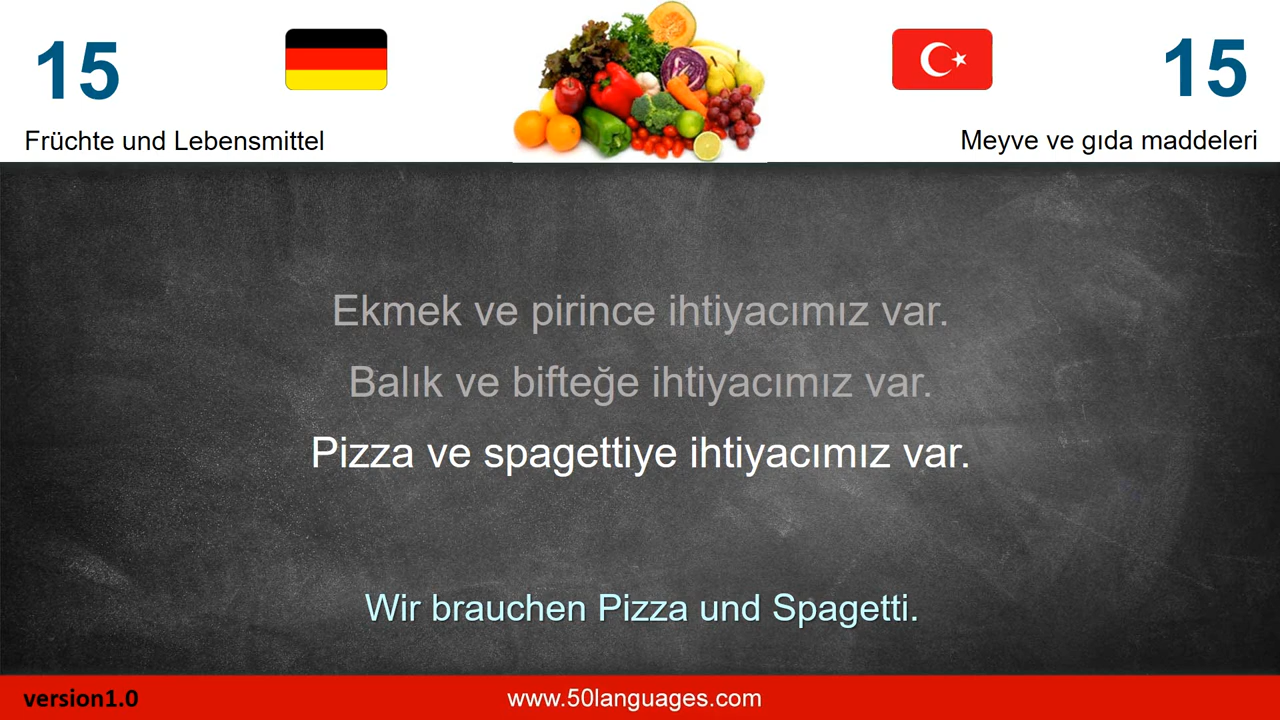 15
15
Früchte und Lebensmittel
Meyve ve gıda maddeleri
Ekmek ve pirince ihtiyacımız var.
Balık ve bifteğe ihtiyacımız var.
Pizza ve spagettiye ihtiyacımız var.
Wir brauchen Pizza und Spagetti.
version1.0
www.50languages.com